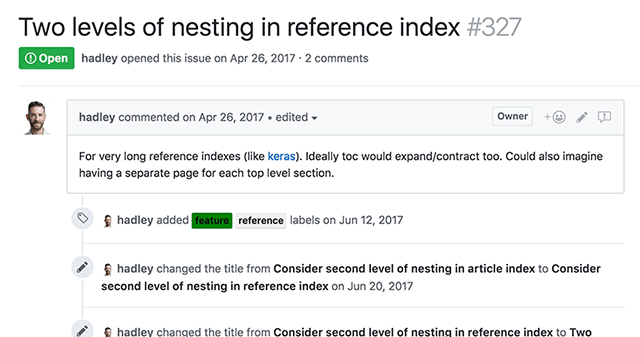 Two levels of nesting in reference index #327
Open hadley opened this issue on Apr 26, 2017 · 2 comments
hadley commented on Apr 26, 2017 • edited Owner
For very long reference indexes (like keras). Ideally toc would expand/contract too. Could also imagine
having a separate page for each top level section.
hadley added feature reference labels on Jun 12, 2017
hadley changed the title from Consider second level of nesting in article index to Consider
second level of nesting in reference index on Jun 20, 2017
hadley changed the title from Consider second level of nesting in reference index to Two